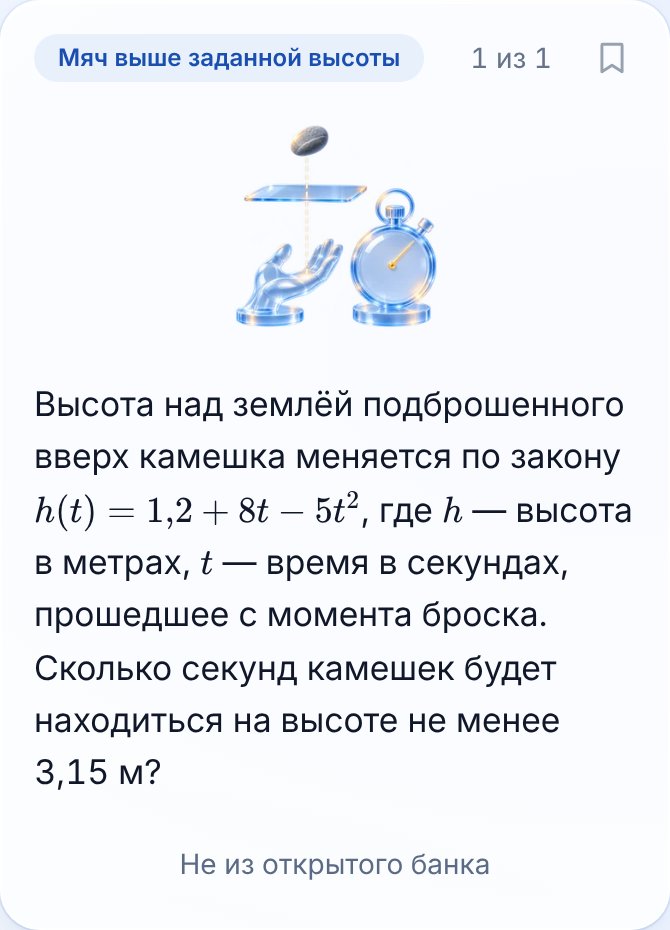 Мяч выше заданной высоты
1 из 1
Высота над землёй подброшенного
вверх камешка меняется по закону
h(t) = 1,2 + 8t − 5t², где h — высота
в метрах, t — время в секундах,
прошедшее с момента броска.
Сколько секунд камешек будет
находиться на высоте не менее
3,15 м?
Не из открытого банка